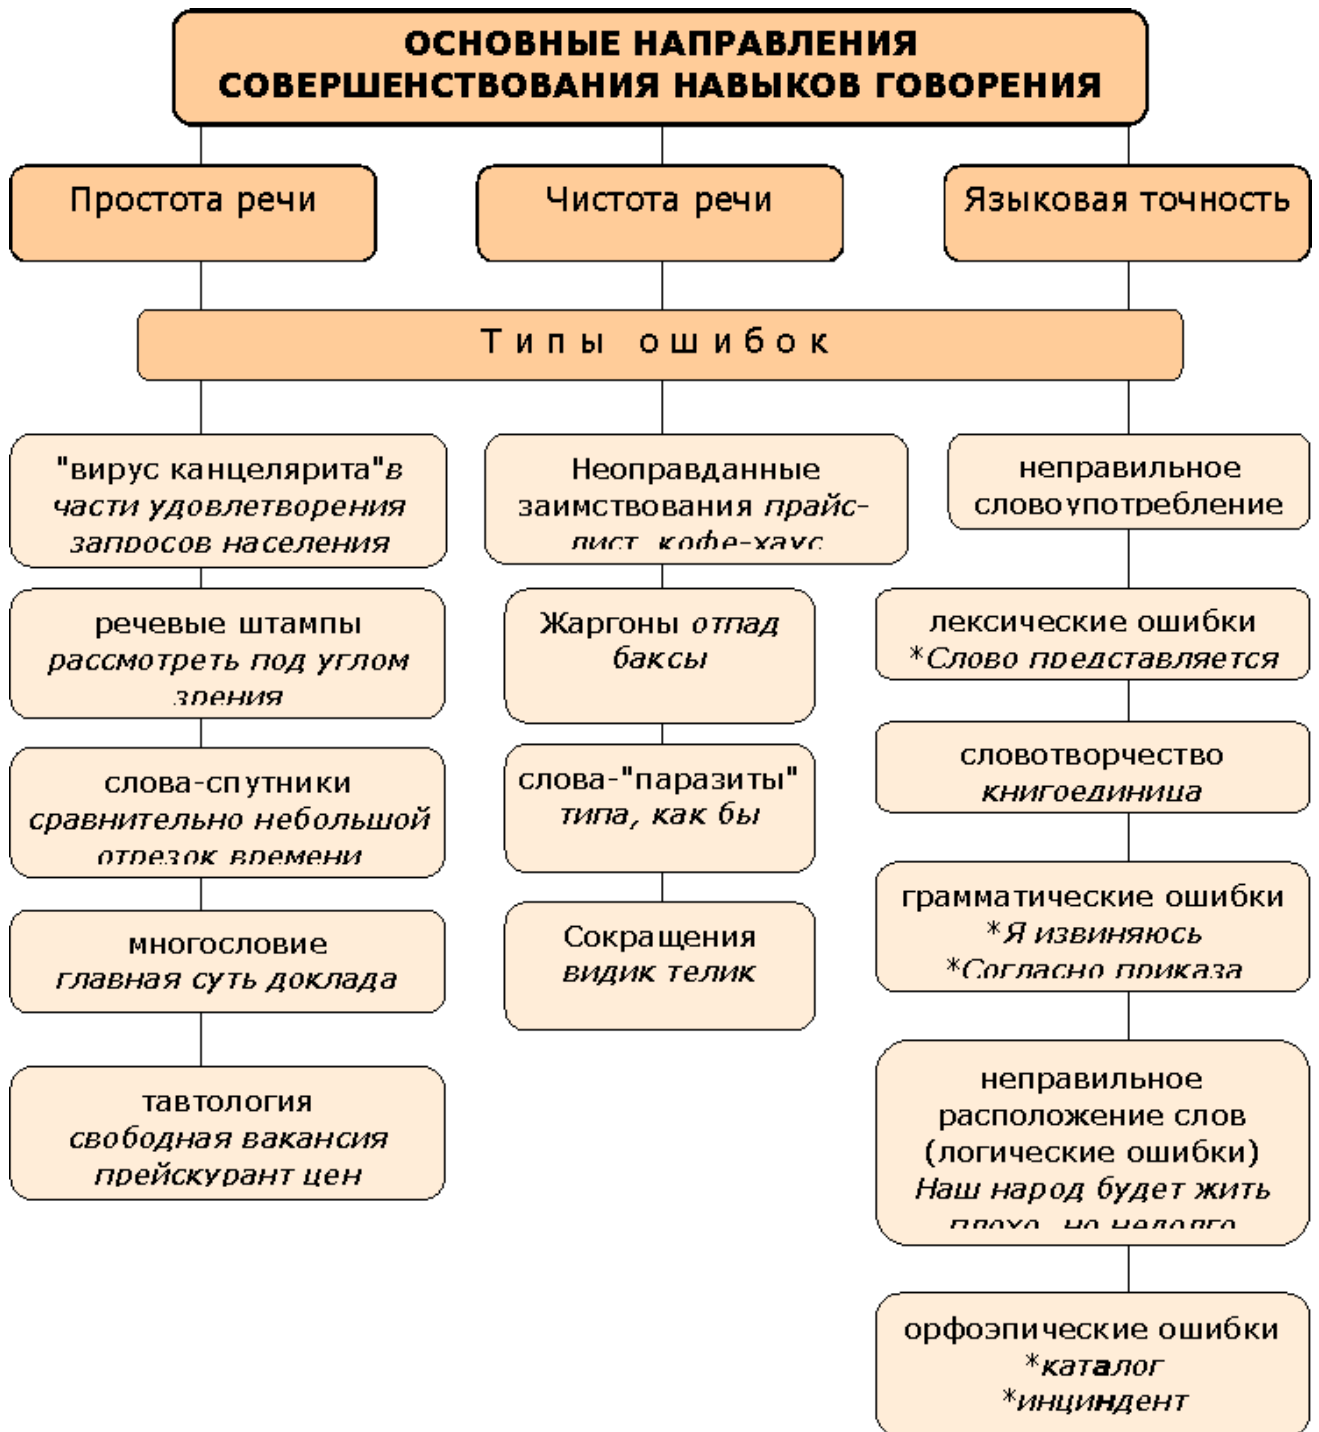 ОСНОВНЫЕ НАПРАВЛЕНИЯ
СОВЕРШЕНСТВОВАНИЯ НАВЫКОВ ГОВОРЕНИЯ
Простота речи
Чистота речи
Языковая точность
Типы ошибок
"вирус канцелярита"в
части удовлетворения
запросов населения
речевые штампы
рассмотреть под углом
зрения
слова-спутники
сравнительно небольшой
отрезок времени
многословие
главная суть доклада
тавтология
свободная вакансия
прейскурант цен
Неоправданные
заимствования прайс-
лист, кофе-хаус
Жаргоны отпад
баксы
слова-"паразиты"
типа, как бы
Сокращения
видик телик
неправильное
словоупотребление
лексические ошибки
*Слово представляется
словотворчество
книгоединица
грамматические ошибки
*Я извиняюсь
*Согласно приказа
неправильное
расположение слов
(логические ошибки)
Наш народ будет жить
плохо, но недолго
орфоэпические ошибки
*каталог
*инциндент